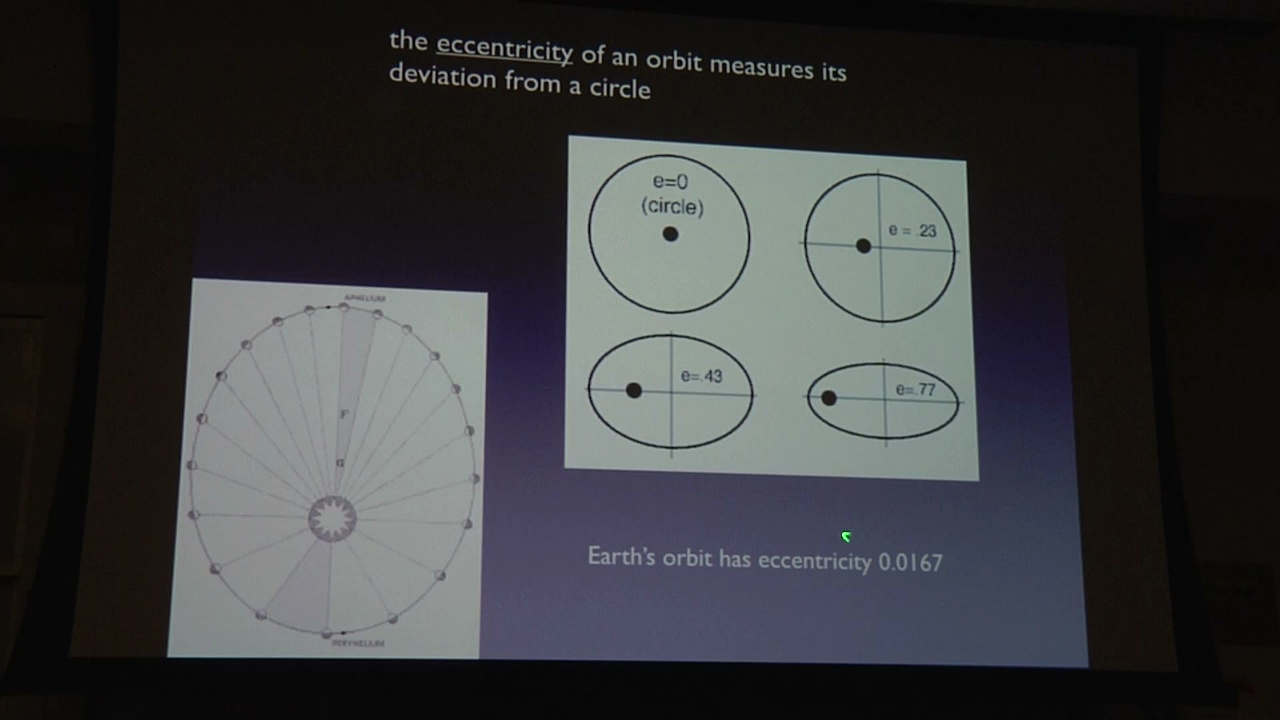 the eccentricity of an orbit measures its
deviation from a circle
e=0
(circle)
e = .23
e=.43
e=.77
APHELIUM
F
G
PERYHELIUM
Earth's orbit has eccentricity 0.0167